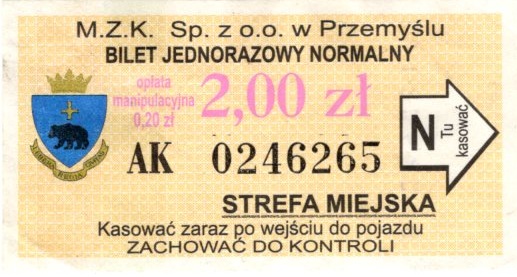 M.Z.K. Sp. z o.o. w Przemyślu
BILET JEDNORAZOWY NORMALNY
opłata
manipulacyjna
0,20 zł
2,00 zł
AK 0246265
N
Tu
kasować
STREFA MIEJSKA
Kasować zaraz po wejściu do pojazdu
ZACHOWAĆ DO KONTROLI